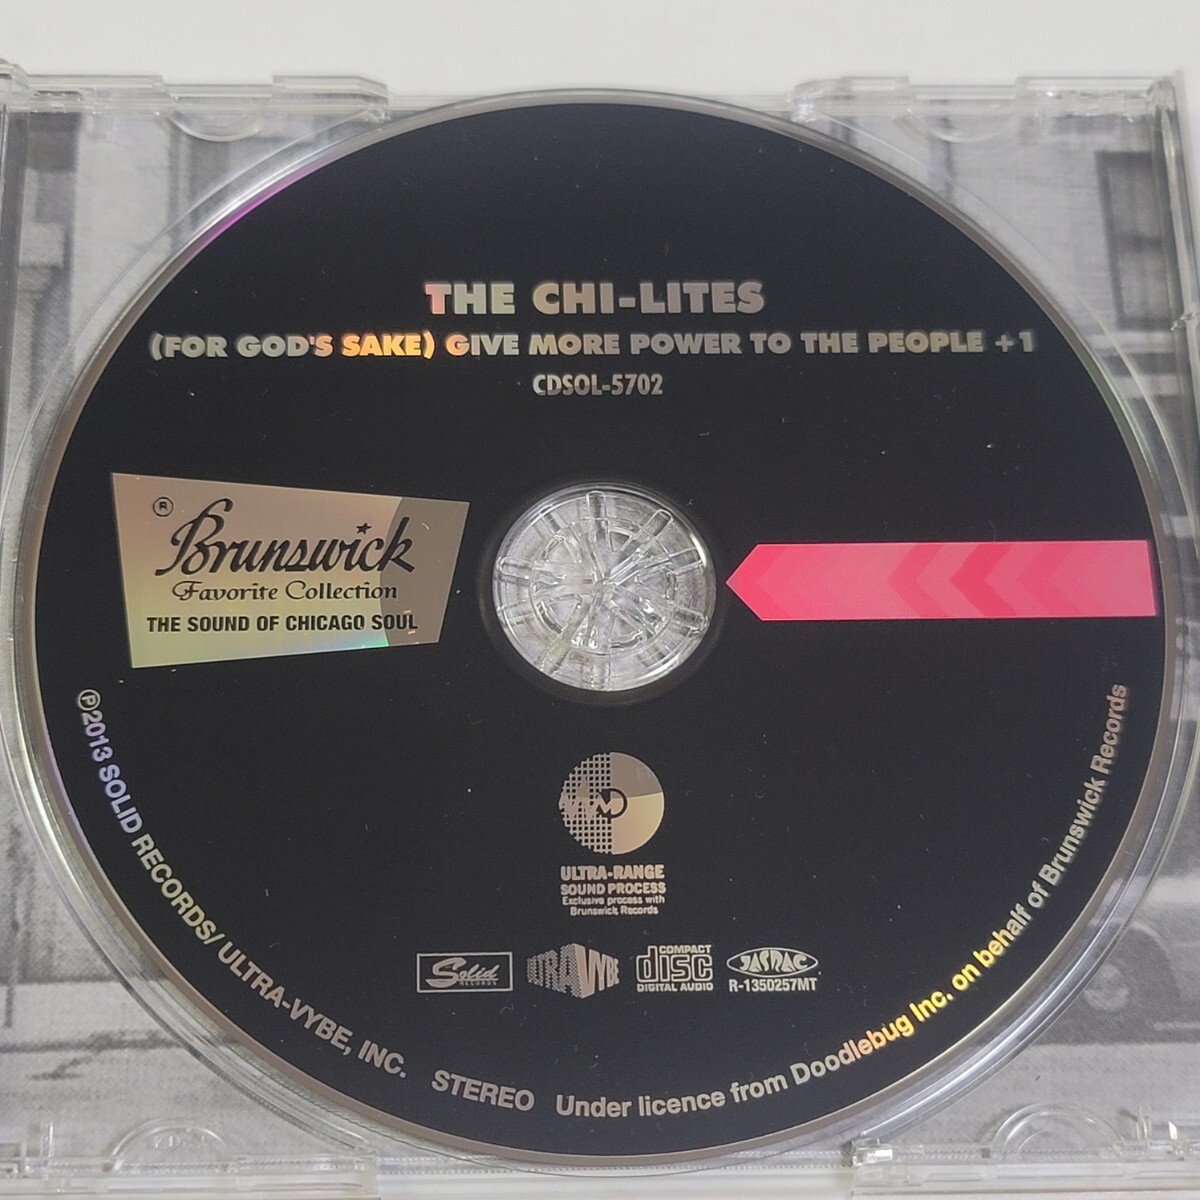 THE CHI-LITES
(FOR GOD'S SAKE) GIVE MORE POWER TO THE PEOPLE +1
CDSOL-5702
®
Brunswick
Favorite Collection
THE SOUND OF CHICAGO SOUL
ULTRA-RANGE
SOUND PROCESS
Exclusive process with
Brunswick Records
Solid
RECORDS
ULTRA VYBE
COMPACT
disc
DIGITAL AUDIO
JASRAC
R-1350257MT
℗2013 SOLID RECORDS/ ULTRA-VYBE, INC. STEREO Under licence from Doodlebug Inc. on behalf of Brunswick Records